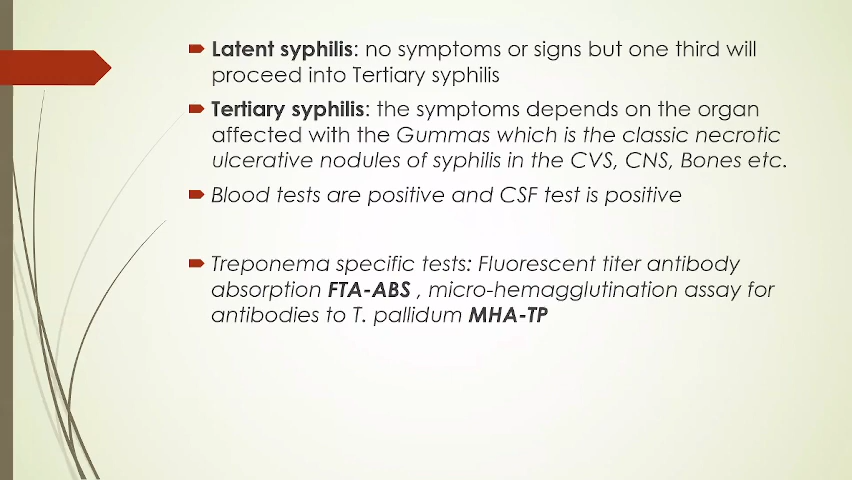 Latent syphilis: no symptoms or signs but one third will
proceed into Tertiary syphilis
Tertiary syphilis: the symptoms depends on the organ
affected with the Gummas which is the classic necrotic
ulcerative nodules of syphilis in the CVS, CNS, Bones etc.
Blood tests are positive and CSF test is positive
Treponema specific tests: Fluorescent titer antibody
absorption FTA-ABS , micro-hemagglutination assay for
antibodies to T. pallidum MHA-TP